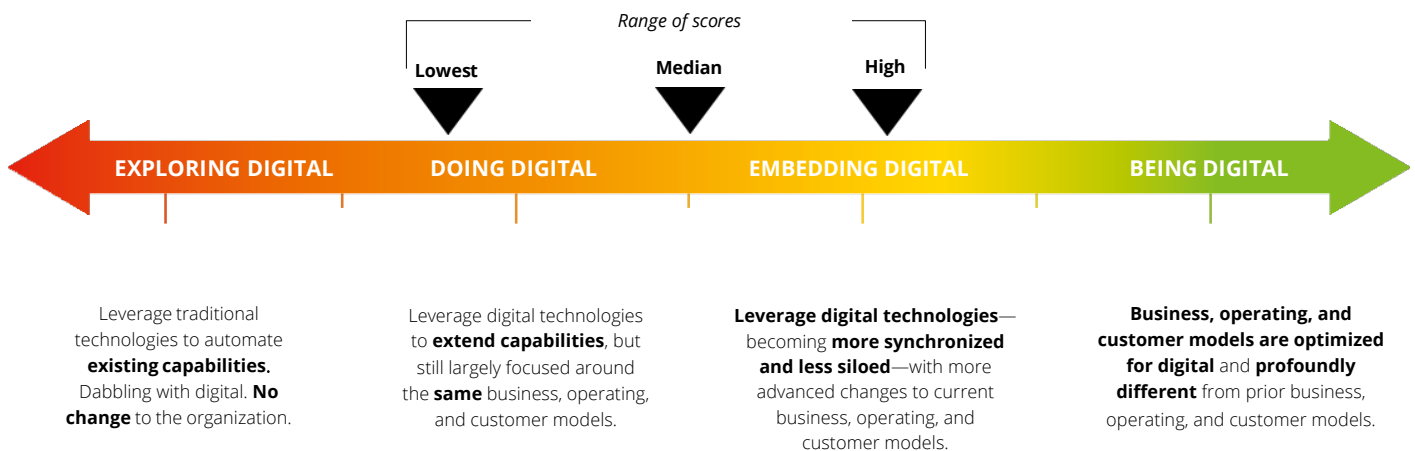 Range of scores
Lowest
Median
High
EXPLORING DIGITAL
DOING DIGITAL
EMBEDDING DIGITAL
BEING DIGITAL
Leverage traditional
technologies to automate
existing capabilities.
Dabbling with digital. No
change to the organization.
Leverage digital technologies
to extend capabilities, but
still largely focused around
the same business, operating,
and customer models.
Leverage digital technologies—
becoming more synchronized
and less siloed—with more
advanced changes to current
business, operating, and
customer models.
Business, operating, and
customer models are optimized
for digital and profoundly
different from prior business,
operating, and customer models.